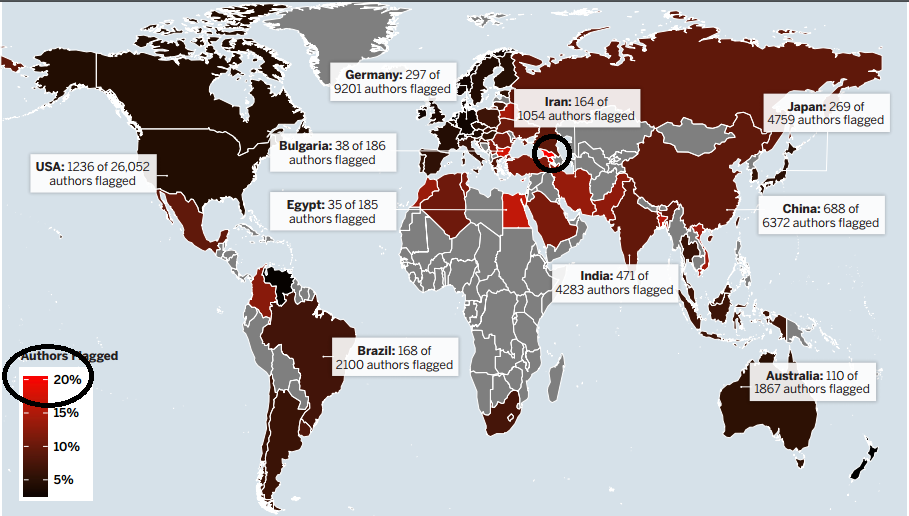 Germany: 297 of
9201 authors flagged
Iran: 164 of
1054 authors flagged
Japan: 269 of
4759 authors flagged
Bulgaria: 38 of 186
authors flagged
USA: 1236 of 26,052
authors flagged
Egypt: 35 of 185
authors flagged
China: 688 of
6372 authors flagged
India: 471 of
4283 authors flagged
Brazil: 168 of
2100 authors flagged
Australia: 110 of
1867 authors flagged
Authors Flagged
20%
15%
10%
5%